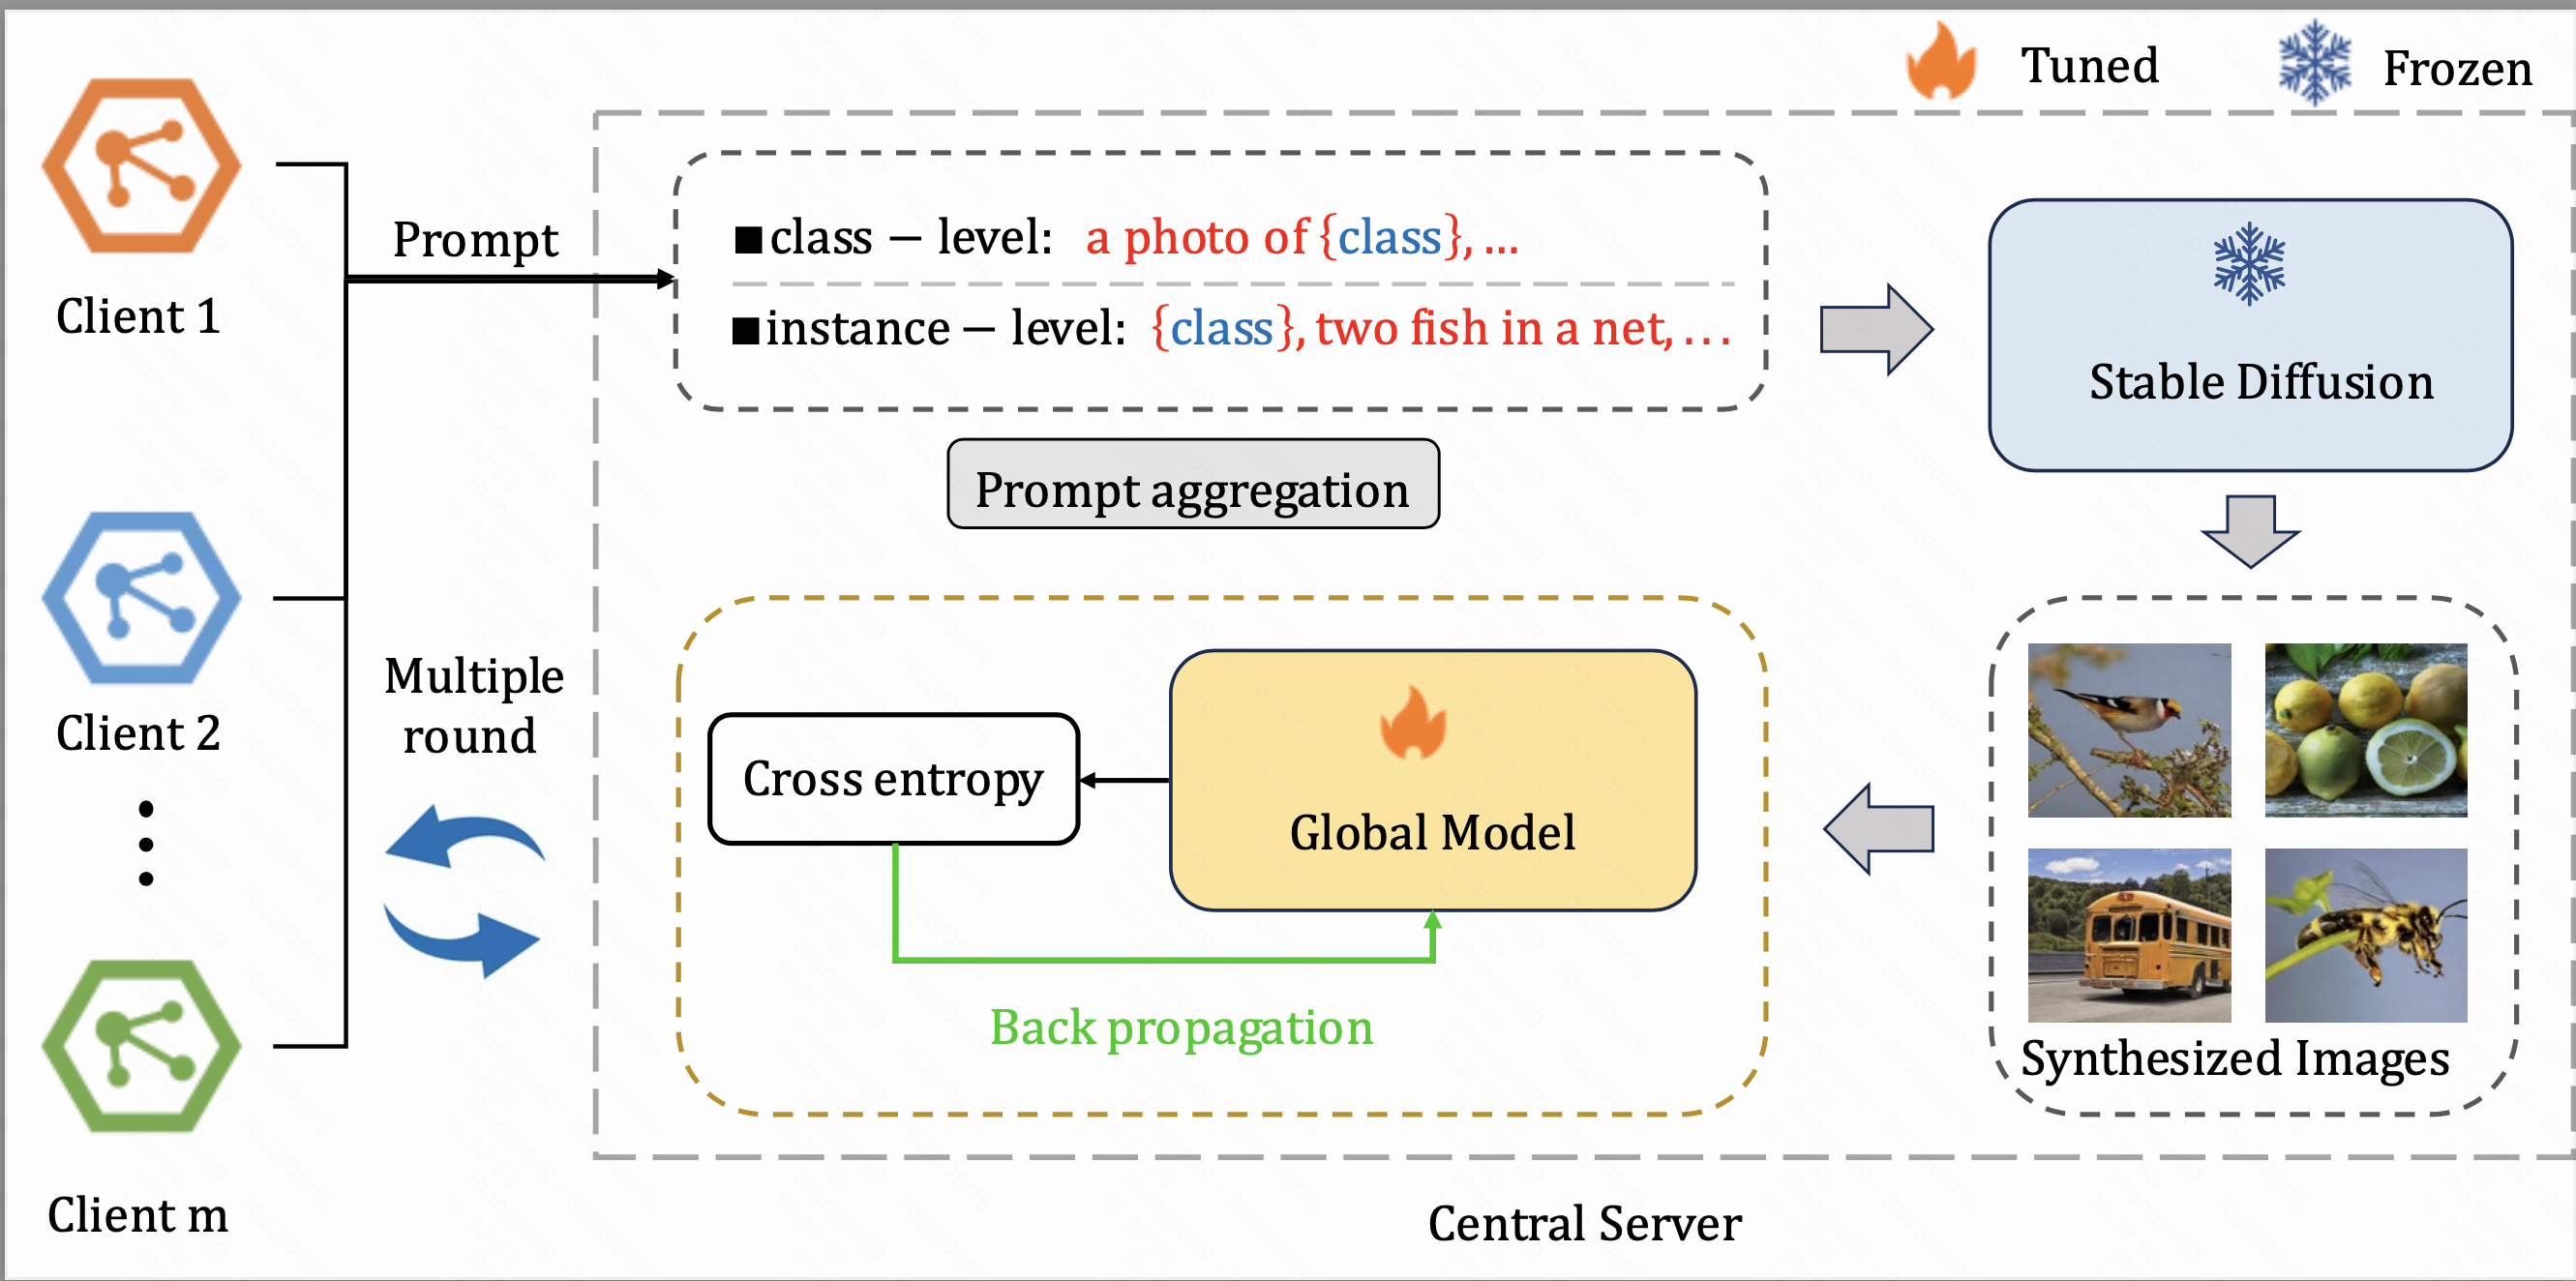 Tuned
Frozen
Client 1
Prompt
■class – level: a photo of {class}, ...
■instance – level: {class}, two fish in a net, ...
Stable Diffusion
Prompt aggregation
Client 2
Multiple
round
Cross entropy
Global Model
Back propagation
Synthesized Images
Client m
Central Server